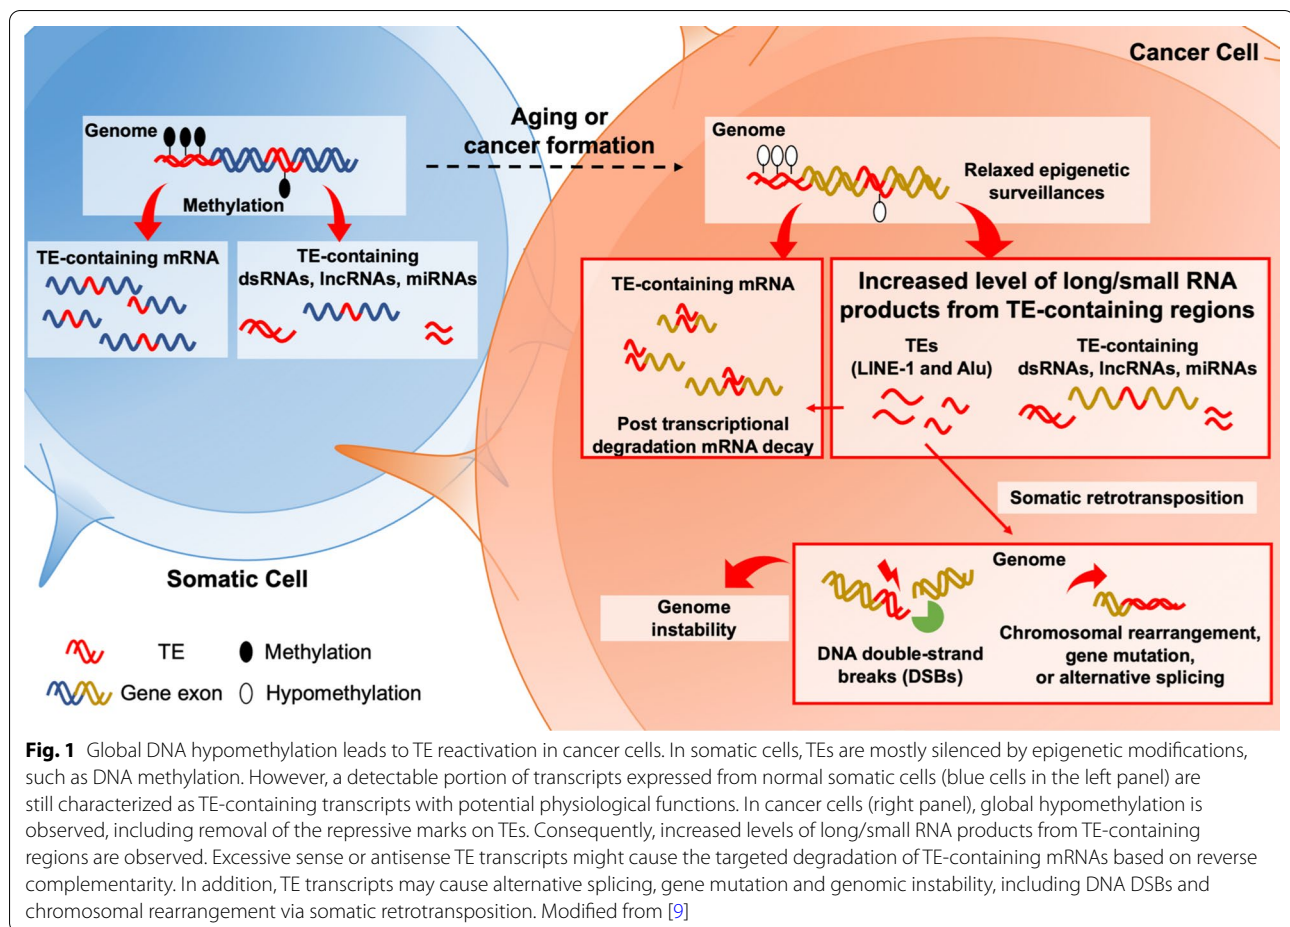 Cancer Cell
Aging or
cancer formation
Genome
Methylation
TE-containing mRNA
TE-containing
dsRNAs, lncRNAs, miRNAs
Somatic Cell
TE
Methylation
Gene exon
Hypomethylation
Genome
Relaxed epigenetic
surveillances
TE-containing mRNA
Post transcriptional
degradation mRNA decay
Increased level of long/small RNA
products from TE-containing regions
TEs
(LINE-1 and Alu)
TE-containing
dsRNAs, lncRNAs, miRNAs
Somatic retrotransposition
Genome
instability
DNA double-strand
breaks (DSBs)
Genome
Chromosomal rearrangement,
gene mutation,
or alternative splicing
Fig. 1 Global DNA hypomethylation leads to TE reactivation in cancer cells. In somatic cells, TEs are mostly silenced by epigenetic modifications,
such as DNA methylation. However, a detectable portion of transcripts expressed from normal somatic cells (blue cells in the left panel) are
still characterized as TE-containing transcripts with potential physiological functions. In cancer cells (right panel), global hypomethylation is
observed, including removal of the repressive marks on TEs. Consequently, increased levels of long/small RNA products from TE-containing
regions are observed. Excessive sense or antisense TE transcripts might cause the targeted degradation of TE-containing mRNAs based on reverse
complementarity. In addition, TE transcripts may cause alternative splicing, gene mutation and genomic instability, including DNA DSBs and
chromosomal rearrangement via somatic retrotransposition. Modified from [9]